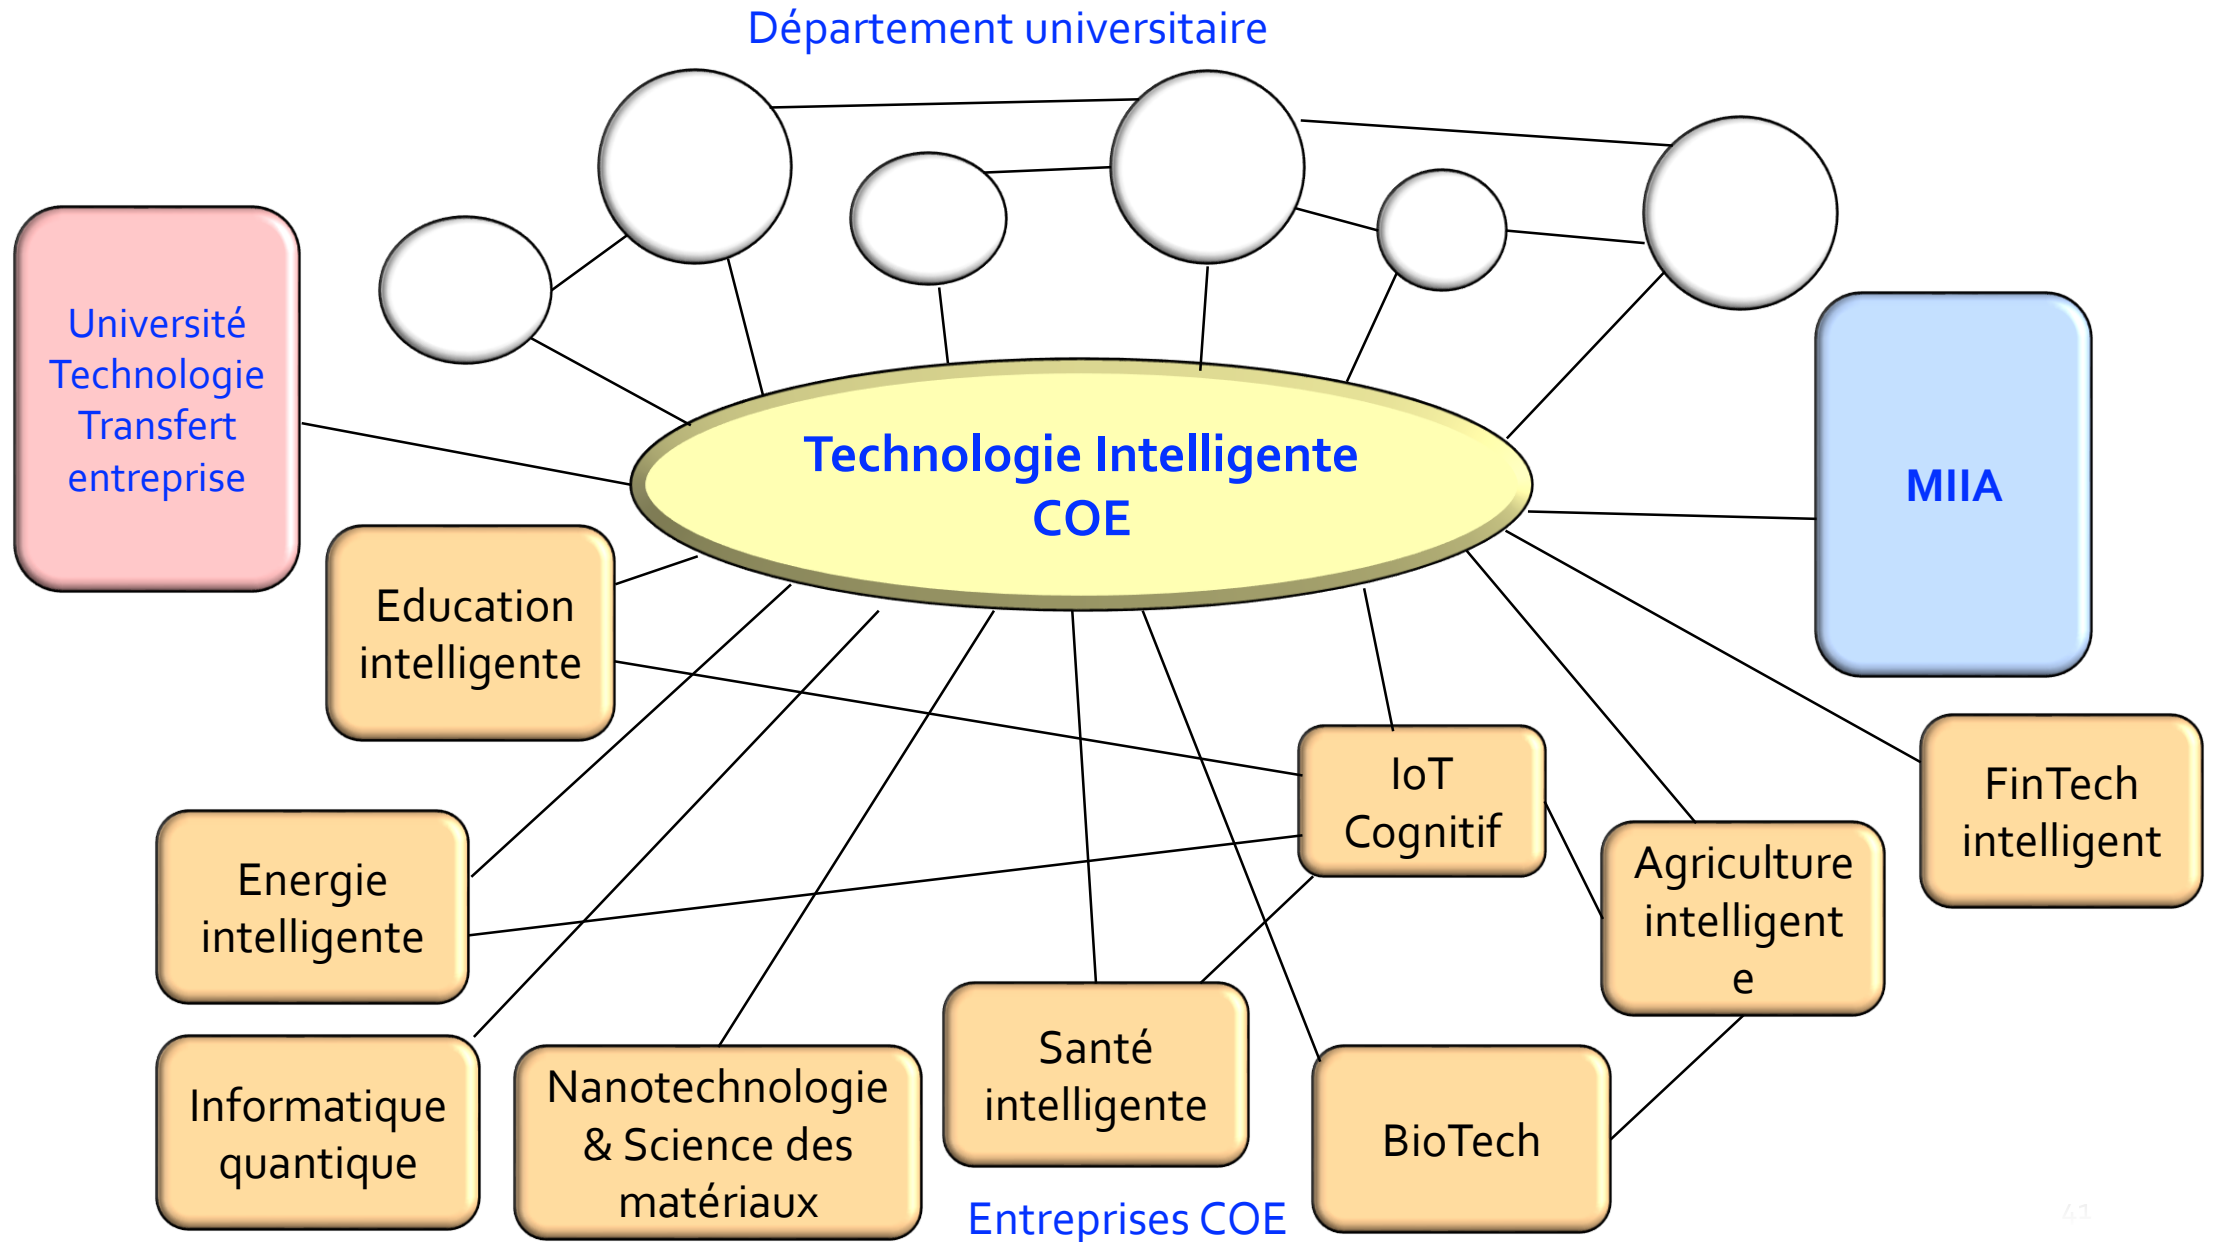 Département universitaire
Université
Technologie
Transfert
entreprise
Technologie Intelligente
COE
MIIA
Education
intelligente
IoT
Cognitif
FinTech
intelligent
Energie
intelligente
Agriculture
intelligent
e
Informatique
quantique
Nanotechnologie
& Science des
matériaux
Santé
intelligente
BioTech
Entreprises COE
41